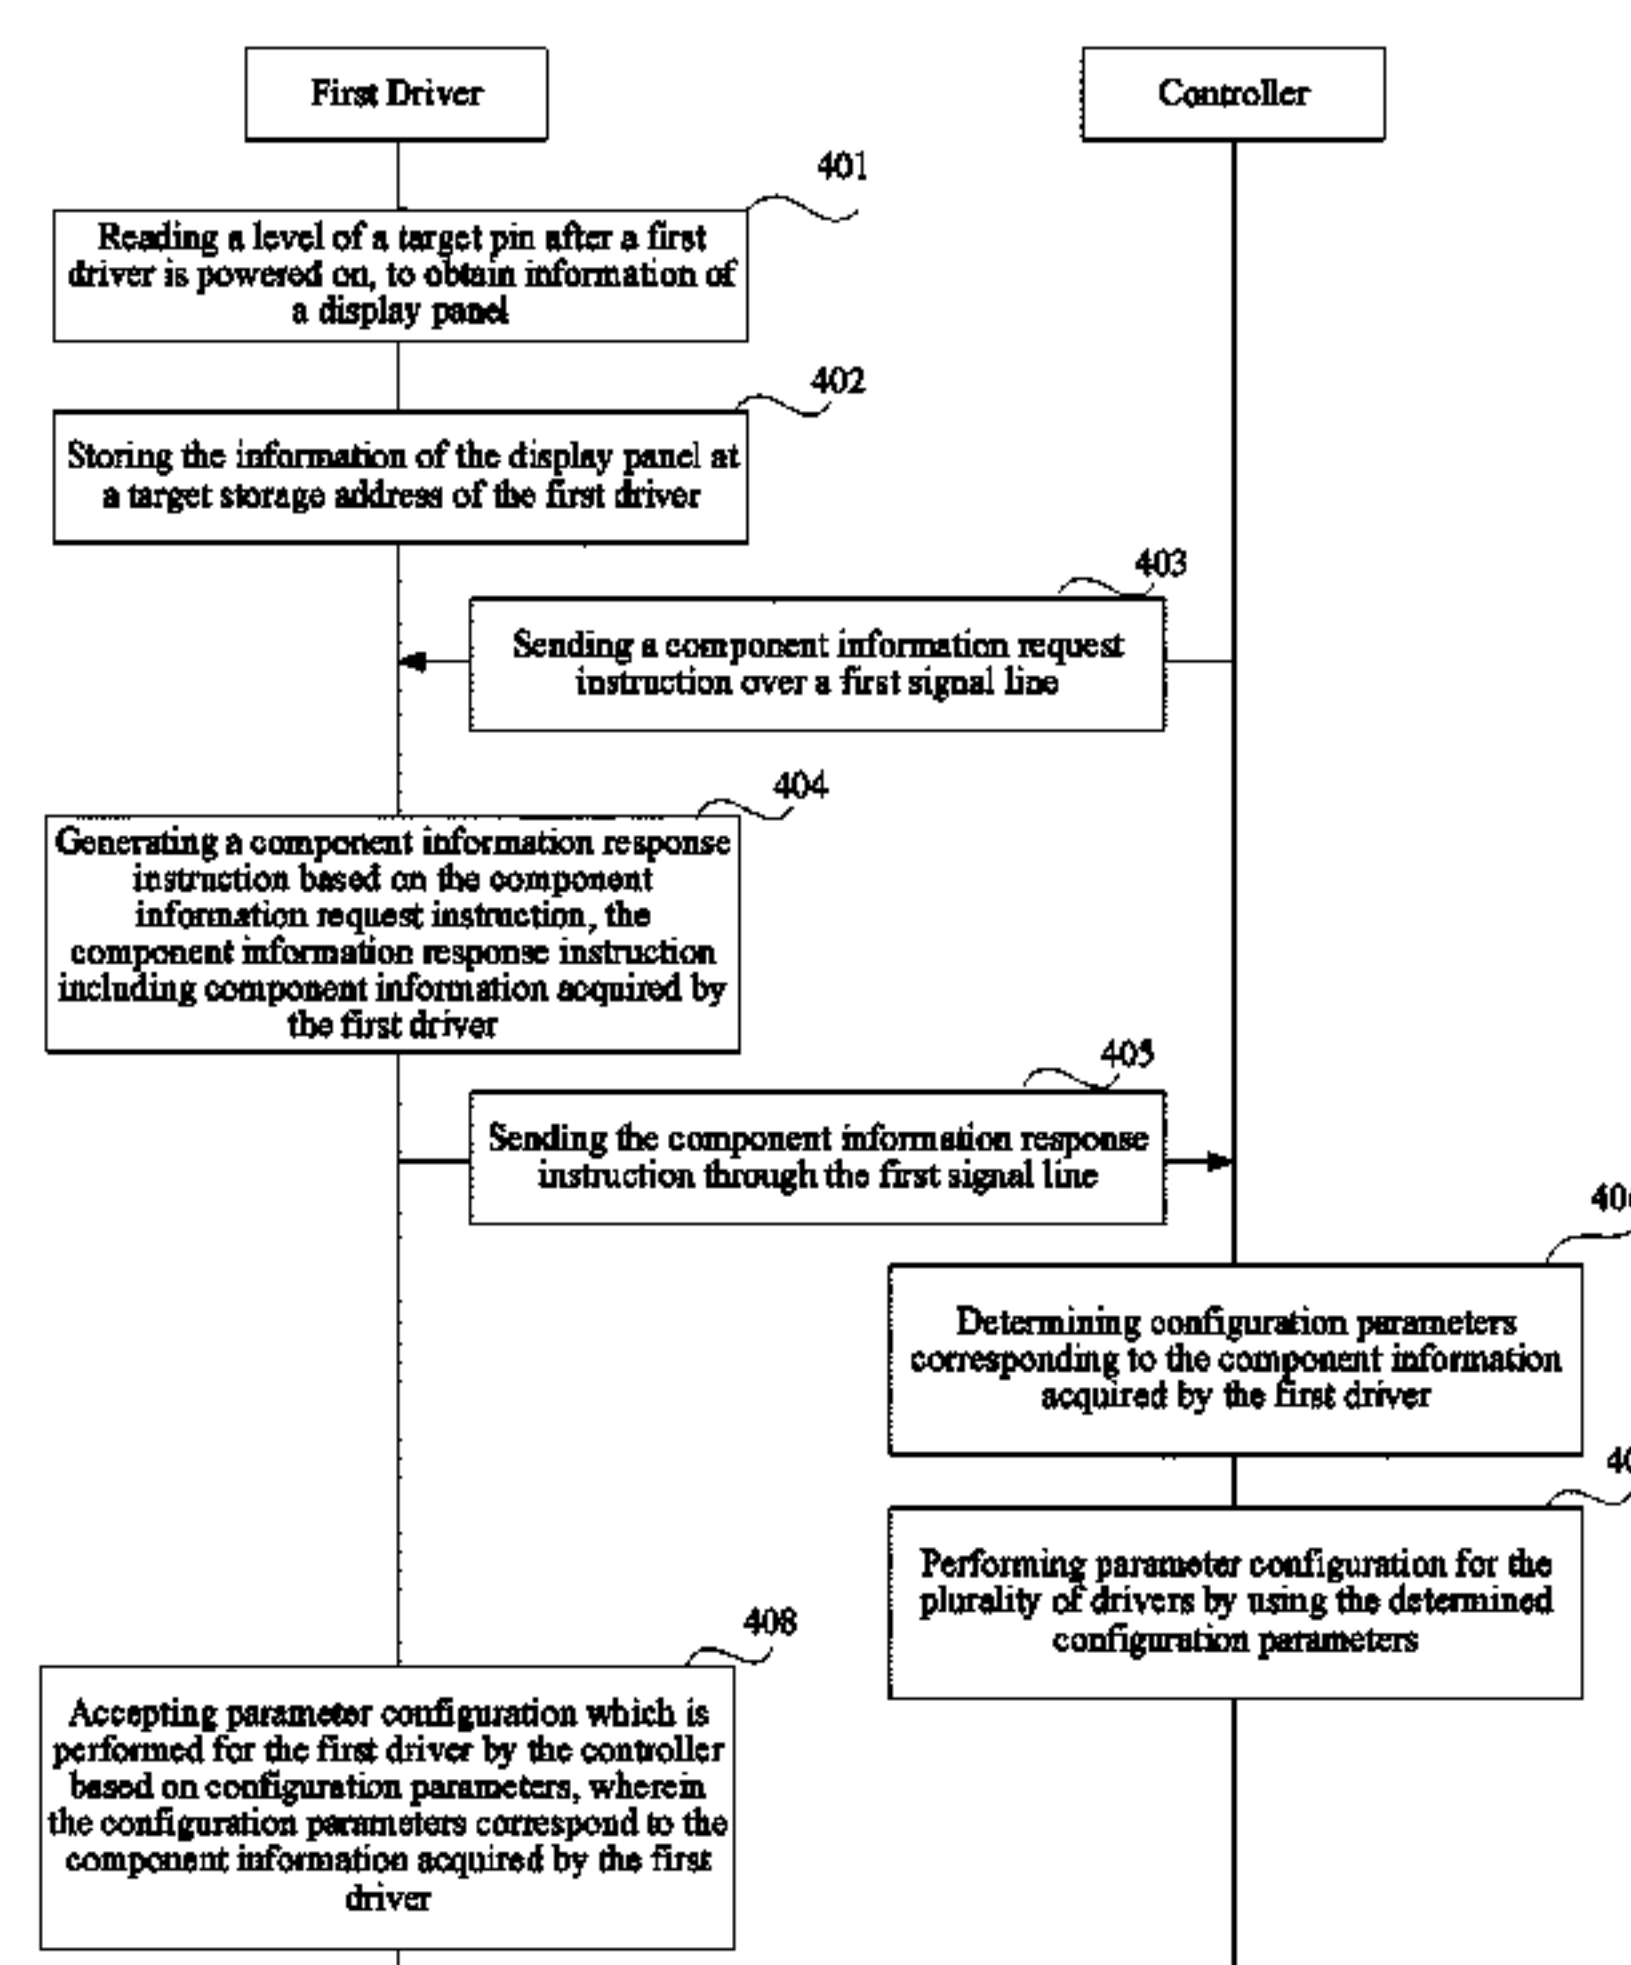 First Driver
Controller
401
Reading a level of a target pin after a first
driver is powered on, to obtain information of
a display panel
402
Storing the information of the display panel at
a target storage address of the first driver
403
Sending a component information request
instruction over a first signal line
404
Generating a component information response
instruction based on the component
information request instruction, the
component information response instruction
including component information acquired by
the first driver
405
Sending the component information response
instruction through the first signal line
Determining configuration parameters
corresponding to the component information
acquired by the first driver
Performing parameter configuration for the
plurality of drivers by using the determined
configuration parameters
408
Accepting parameter configuration which is
performed for the first driver by the controller
based on configuration parameters, wherein
the configuration parameters correspond to the
component information acquired by the first
driver